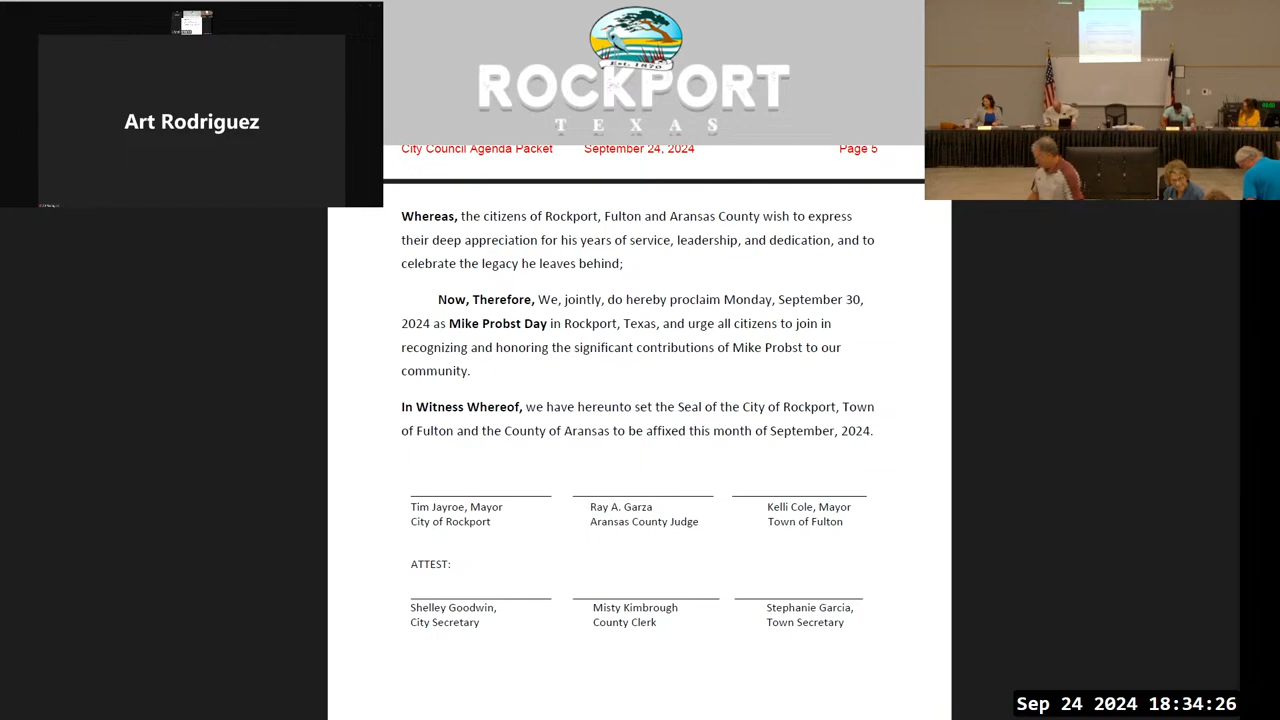 Art Rodriguez
Est. 1870
ROCKPORT
TEXAS
City Council Agenda Packet September 24, 2024 Page 5
Whereas, the citizens of Rockport, Fulton and Aransas County wish to express
their deep appreciation for his years of service, leadership, and dedication, and to
celebrate the legacy he leaves behind;
Now, Therefore, We, jointly, do hereby proclaim Monday, September 30,
2024 as Mike Probst Day in Rockport, Texas, and urge all citizens to join in
recognizing and honoring the significant contributions of Mike Probst to our
community.
In Witness Whereof, we have hereunto set the Seal of the City of Rockport, Town
of Fulton and the County of Aransas to be affixed this month of September, 2024.
Tim Jayroe, Mayor Ray A. Garza Kelli Cole, Mayor
City of Rockport Aransas County Judge Town of Fulton
ATTEST:
Shelley Goodwin, Misty Kimbrough Stephanie Garcia,
City Secretary County Clerk Town Secretary
Sep 24 2024 18:34:26